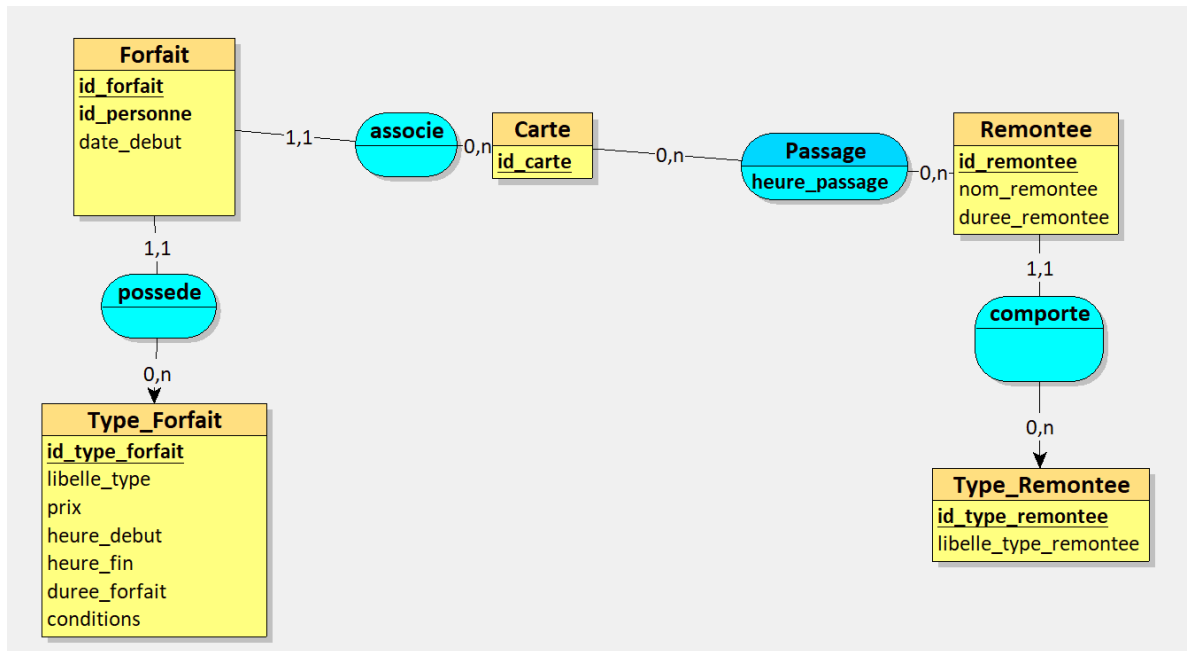 Forfait
id_forfait
id_personne
date_debut
1,1
associe
0,n
Carte
id_carte
0,n
Passage
heure_passage
0,n
Remontee
id_remontee
nom_remontee
duree_remontee
1,1
possede
0,n
Type_Forfait
id_type_forfait
libelle_type
prix
heure_debut
heure_fin
duree_forfait
conditions
1,1
comporte
0,n
Type_Remontee
id_type_remontee
libelle_type_remontee